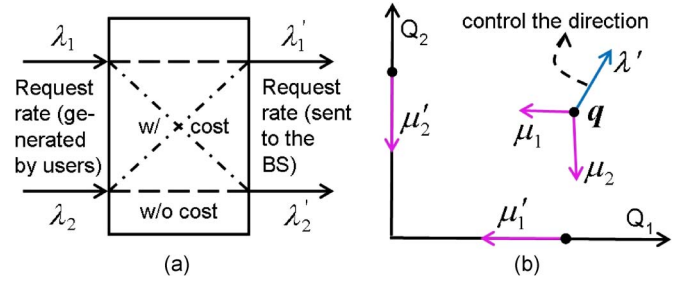 λ₁
Request
rate (ge-
nerated
by users)
λ₂
w/ cost
w/o cost
λ₁′
Request
rate (sent
to the
BS)
λ₂′
(a)
control the direction
Q₂
λ′
μ₂′
μ₁
q
μ₂
μ₁′
Q₁
(b)